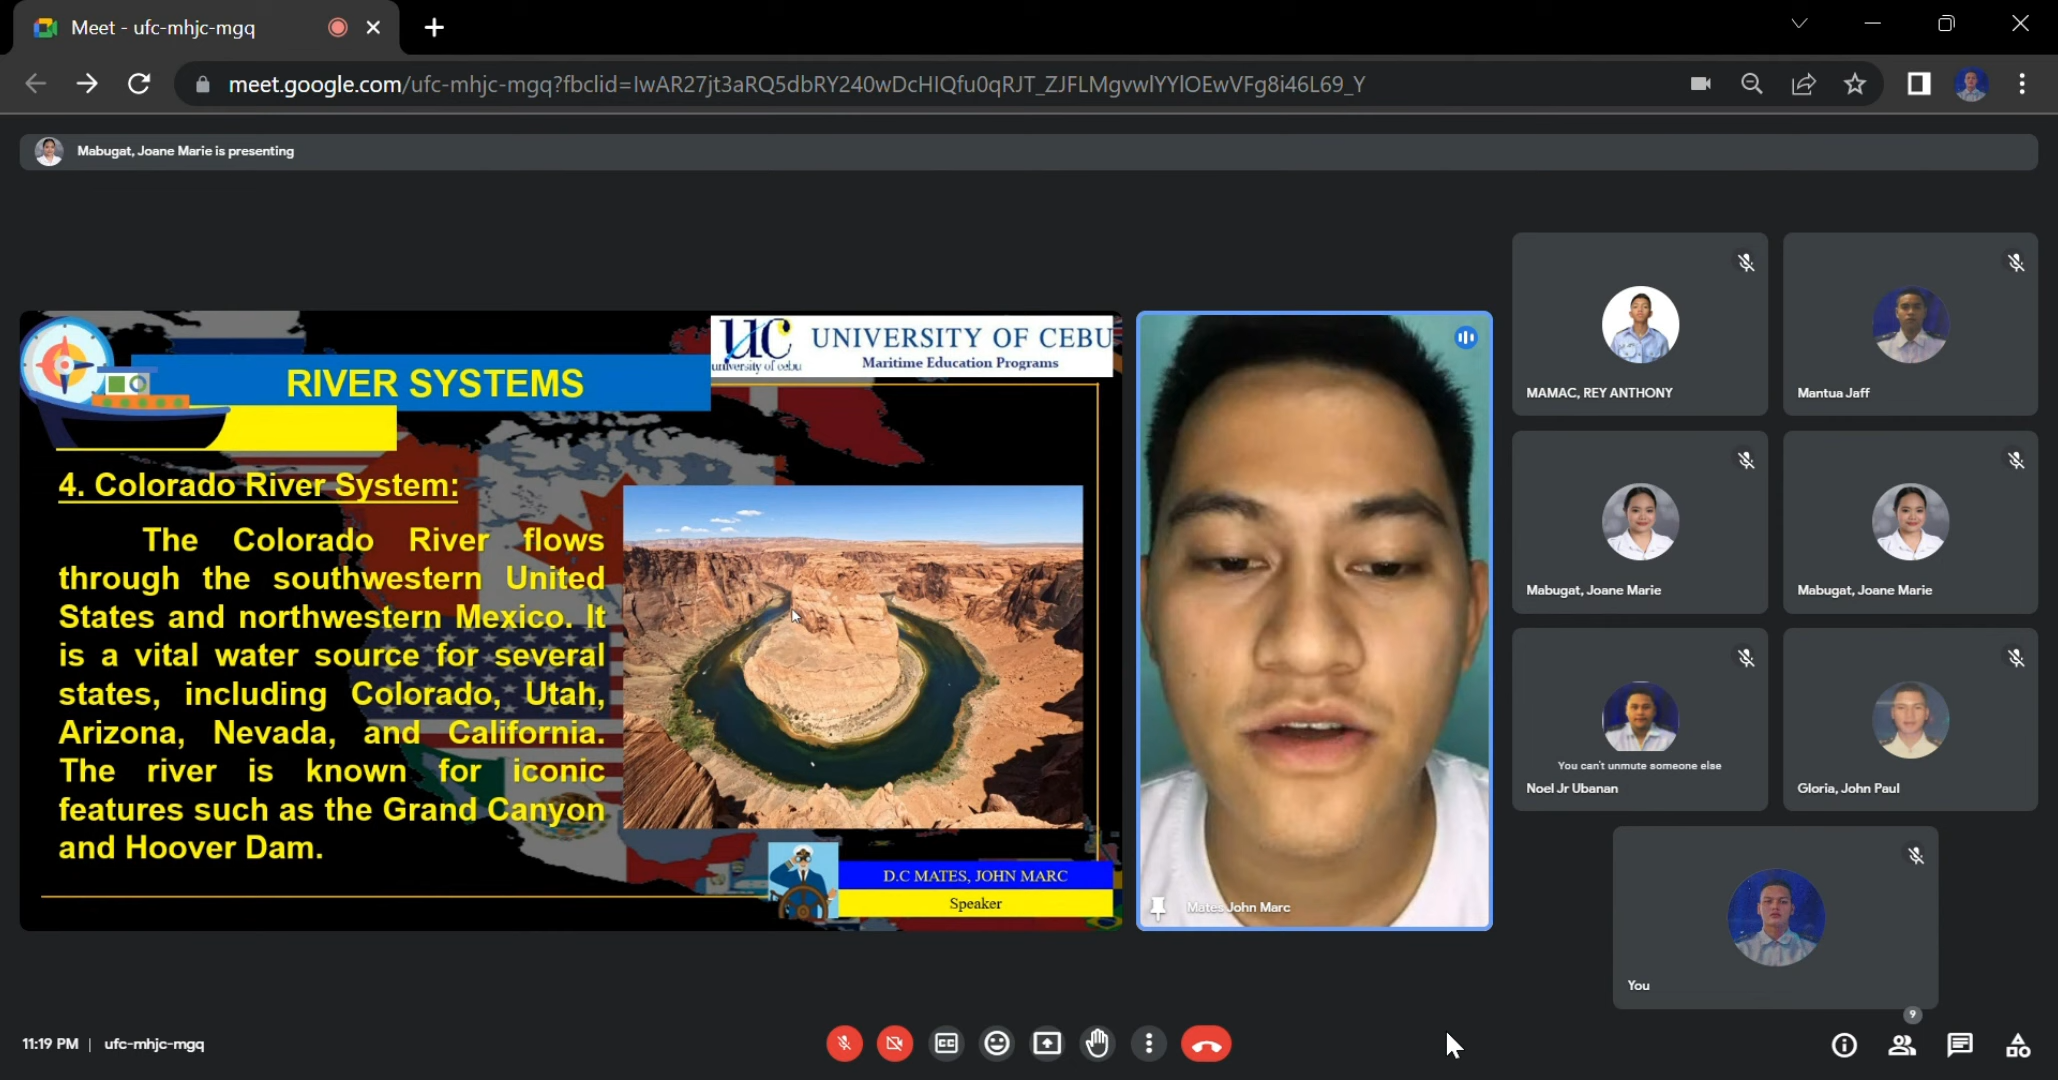 Meet - ufc-mhjc-mgq
meet.google.com/ufc-mhjc-mgq?fbclid=IwAR27jt3aRQ5dbRY240wDcHIQfu0qRJT_ZJFLMgvwlYYlOEwVFg8i46L69_Y
Mabugat, Joane Marie is presenting
UC
university of cebu
UNIVERSITY OF CEBU
Maritime Education Programs
RIVER SYSTEMS
4. Colorado River System:
The Colorado River flows
through the southwestern United
States and northwestern Mexico. It
is a vital water source for several
states, including Colorado, Utah,
Arizona, Nevada, and California.
The river is known for iconic
features such as the Grand Canyon
and Hoover Dam.
D.C MATES, JOHN MARC
Speaker
Mates John Marc
MAMAC, REY ANTHONY
Mantua Jaff
Mabugat, Joane Marie
Mabugat, Joane Marie
You can't unmute someone else
Noel Jr Ubanan
Gloria, John Paul
You
9
11:19 PM | ufc-mhjc-mgq
CC